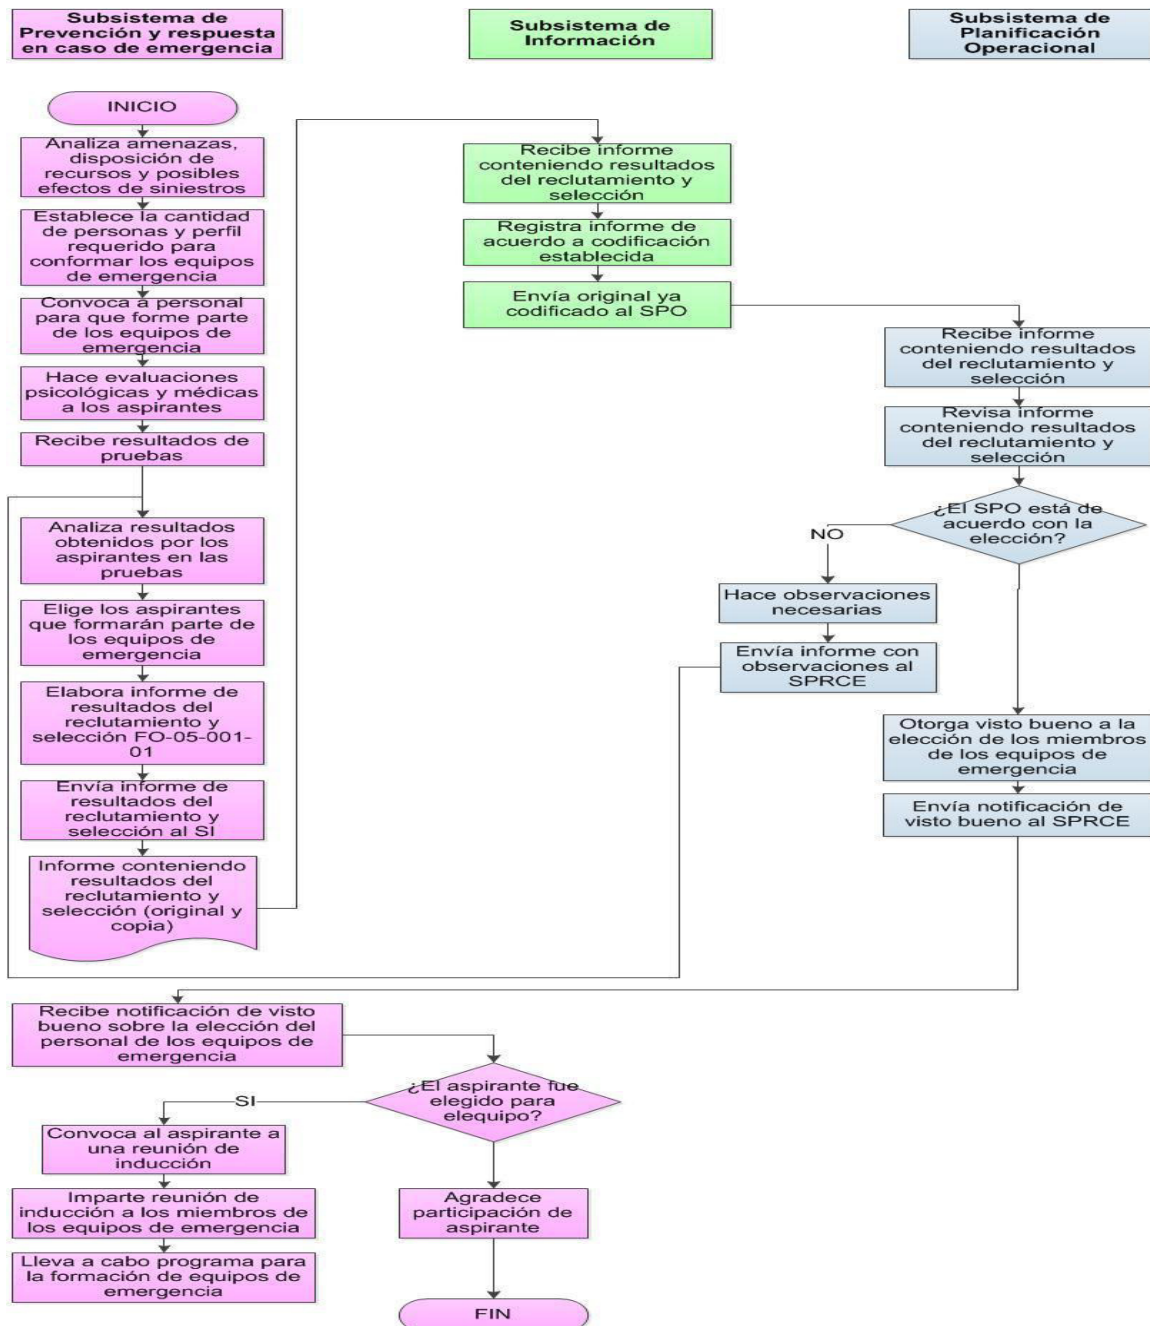 Subsistema de
Prevención y respuesta
en caso de emergencia
Subsistema de
Información
Subsistema de
Planificación
Operacional
INICIO
Analiza amenazas,
disposición de
recursos y posibles
efectos de siniestros
Establece la cantidad
de personas y perfil
requerido para
conformar los equipos
de emergencia
Convoca a personal
para que forme parte
de los equipos de
emergencia
Hace evaluaciones
psicológicas y médicas
a los aspirantes
Recibe resultados de
pruebas
Analiza resultados
obtenidos por los
aspirantes en las
pruebas
Elige los aspirantes
que formarán parte de
los equipos de
emergencia
Elabora informe de
resultados del
reclutamiento y
selección FO-05-001-
01
Envía informe de
resultados del
reclutamiento y
selección al SI
Informe conteniendo
resultados del
reclutamiento y
selección (original y
copia)
Recibe informe
conteniendo resultados
del reclutamiento y
selección
Registra informe de
acuerdo a codificación
establecida
Envía original ya
codificado al SPO
Recibe informe
conteniendo resultados
del reclutamiento y
selección
Revisa informe
conteniendo resultados
del reclutamiento y
selección
¿El SPO está de
acuerdo con la
elección?
NO
Hace observaciones
necesarias
Envía informe con
observaciones al
SPRCE
Otorga visto bueno a la
elección de los miembros
de los equipos de
emergencia
Envía notificación de
visto bueno al SPRCE
Recibe notificación de visto
bueno sobre la elección del
personal de los equipos de
emergencia
¿El aspirante fue
elegido para
elequipo?
SI
Convoca al aspirante a
una reunión de
inducción
Imparte reunión de
inducción a los miembros de
los equipos de emergencia
Lleva a cabo programa para
la formación de equipos de
emergencia
Agradece
participación de
aspirante
FIN